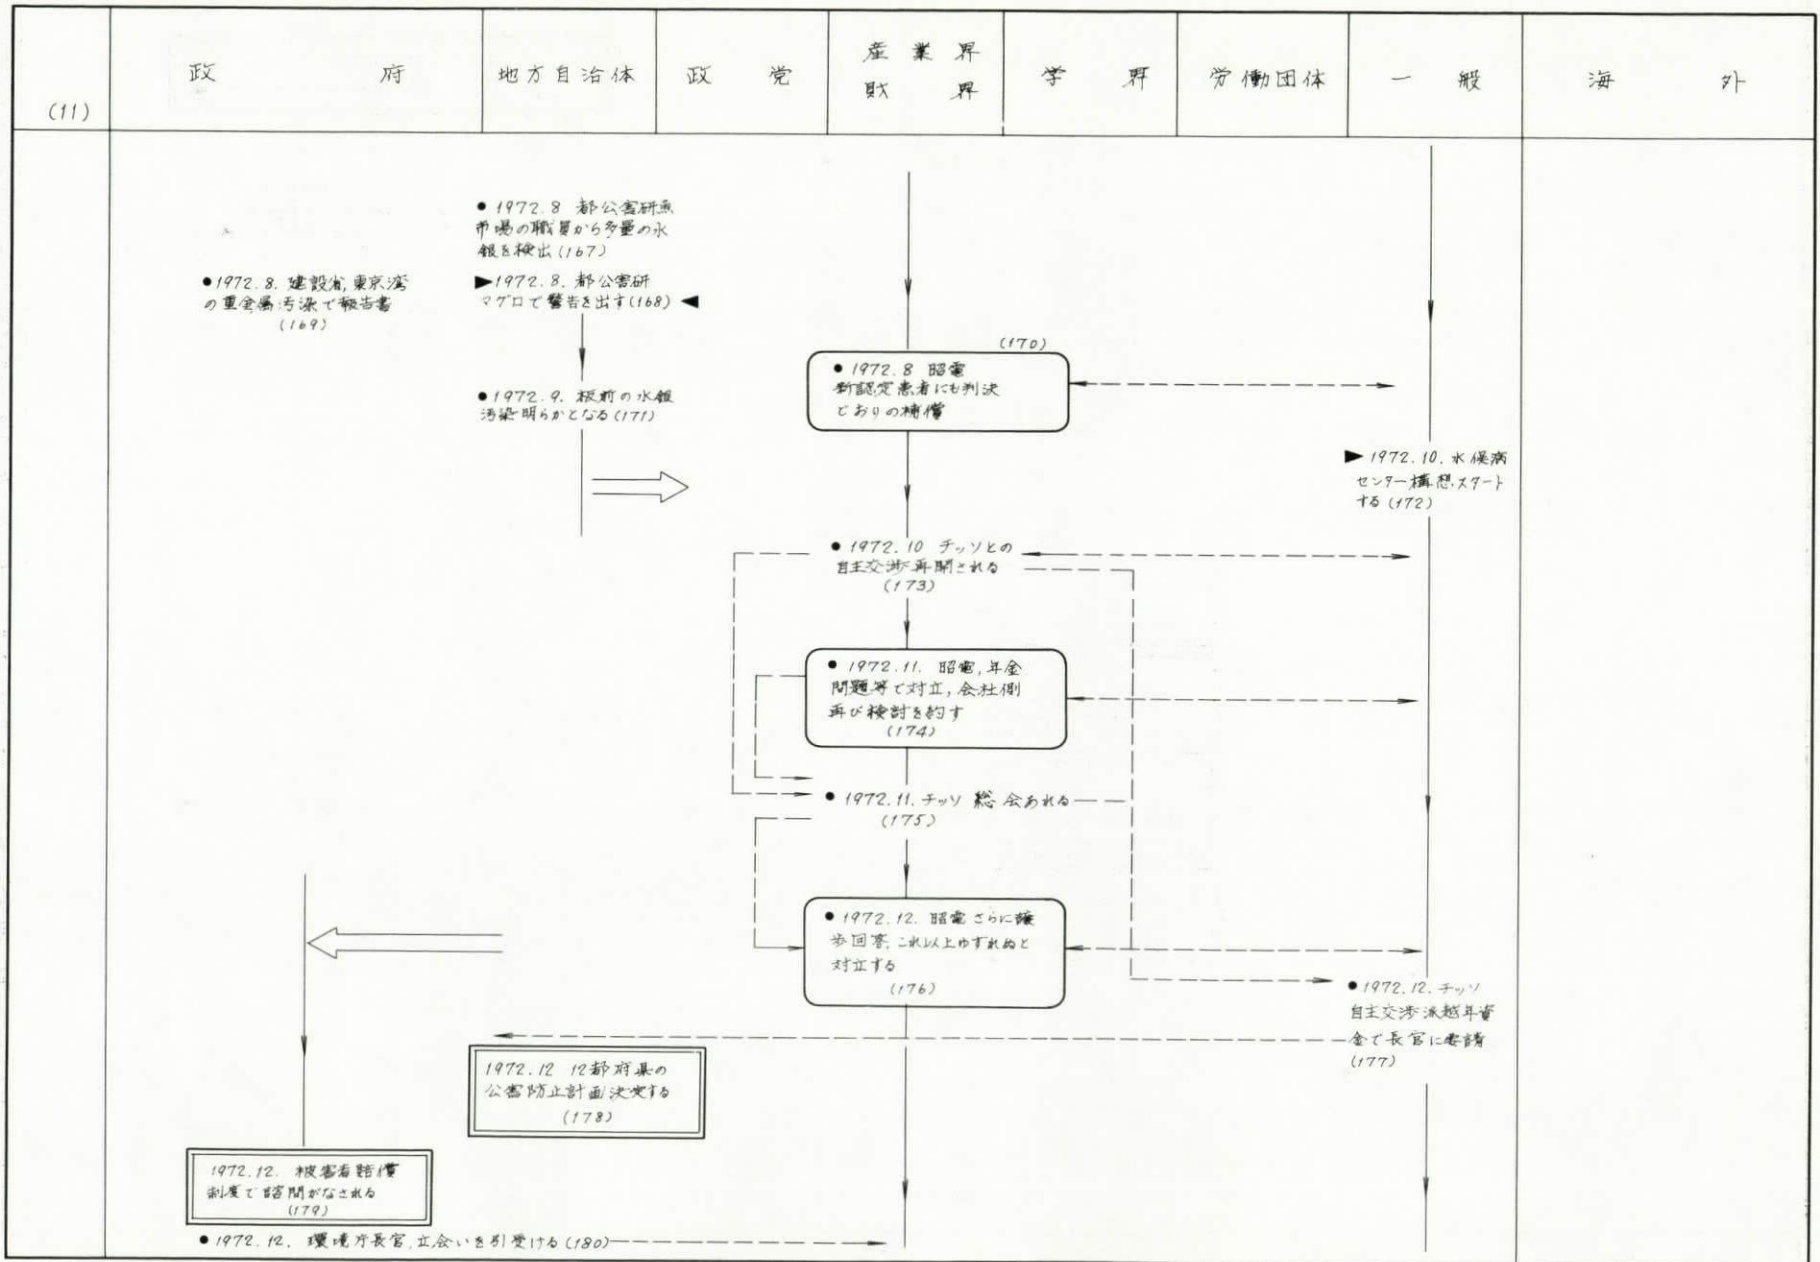 (11)
政府
地方自治体
政党
産業界
財界
学界
労働団体
一般
海外
● 1972.8 都公害研魚
市場の職員から多量の水
銀を検出(167)
●1972.8. 建設省,東京湾
の重金属汚染で報告書
(169)
▶1972.8. 都公害研
マグロで警告を出す(168) ◀
(170)
● 1972.8 昭電
新認定患者にも判決
どおりの補償
● 1972.9. 板前の水銀
汚染明らかとなる(171)
▶ 1972.10. 水俣病
センター構想スタート
する(172)
● 1972.10 チッソとの
自主交渉再開される
(173)
● 1972.11. 昭電,年金
問題等で対立,会社側
再び検討を約す
(174)
● 1972.11. チッソ総会あれる
(175)
● 1972.12. 昭電さらに譲
歩回答,これ以上ゆずれぬと
対立する
(176)
● 1972.12. チッソ
自主交渉派越年資
金で長官に要請
(177)
1972.12 12都府県の
公害防止計画決定する
(178)
1972.12. 被害者賠償
制度で諮問がなされる
(179)
● 1972.12. 環境庁長官,立会いを引受ける(180)